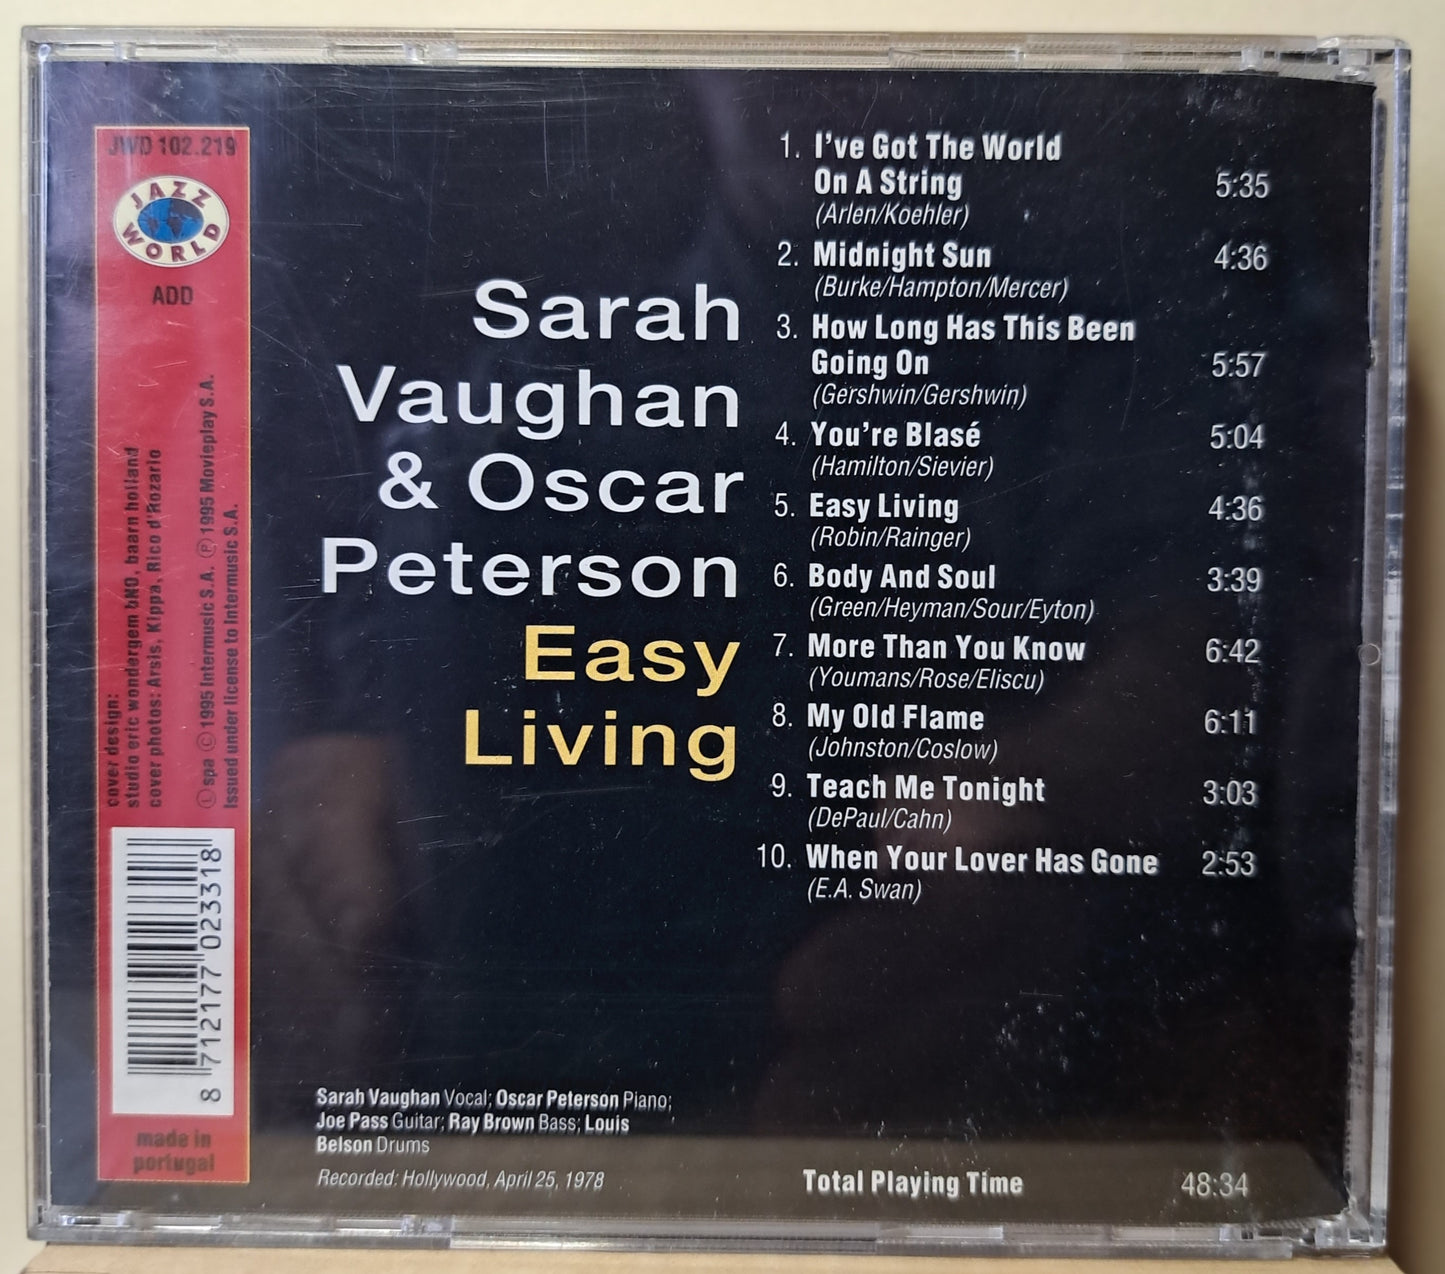 JWD 102.219
JAZZ
WORLD
ADD
cover design:
studio eric wondergem bNO, baarn holland
cover photos: Arsis, Kippa, Rico d'Rozario
Ⓛ spa Ⓒ 1995 Intermusic S.A. Ⓟ 1995 Movieplay S.A.
Issued under license to Intermusic S.A.
8 712177 023318
made in
portugal
Sarah
Vaughan
& Oscar
Peterson
Easy
Living
1. I've Got The World
On A String 5:35
(Arlen/Koehler)
2. Midnight Sun 4:36
(Burke/Hampton/Mercer)
3. How Long Has This Been
Going On 5:57
(Gershwin/Gershwin)
4. You're Blasé 5:04
(Hamilton/Sievier)
5. Easy Living 4:36
(Robin/Rainger)
6. Body And Soul 3:39
(Green/Heyman/Sour/Eyton)
7. More Than You Know 6:42
(Youmans/Rose/Eliscu)
8. My Old Flame 6:11
(Johnston/Coslow)
9. Teach Me Tonight 3:03
(DePaul/Cahn)
10. When Your Lover Has Gone 2:53
(E.A. Swan)
Sarah Vaughan Vocal; Oscar Peterson Piano;
Joe Pass Guitar; Ray Brown Bass; Louis
Belson Drums
Recorded: Hollywood, April 25, 1978
Total Playing Time 48:34